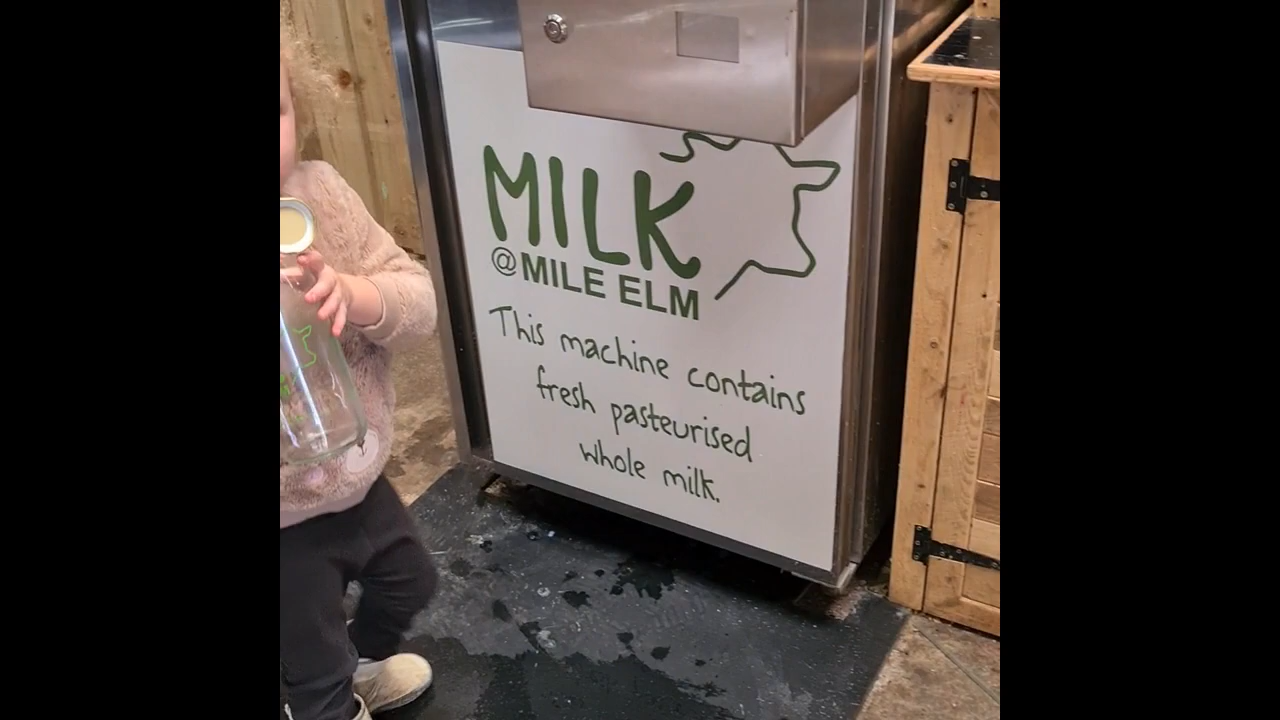 MILK
@MILE ELM
This machine contains
fresh pasteurised
whole milk.